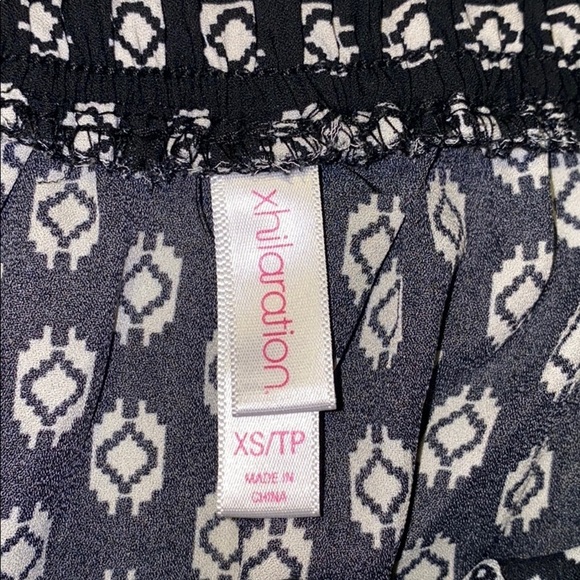 xhilaration.
XS/TP
MADE IN
CHINA